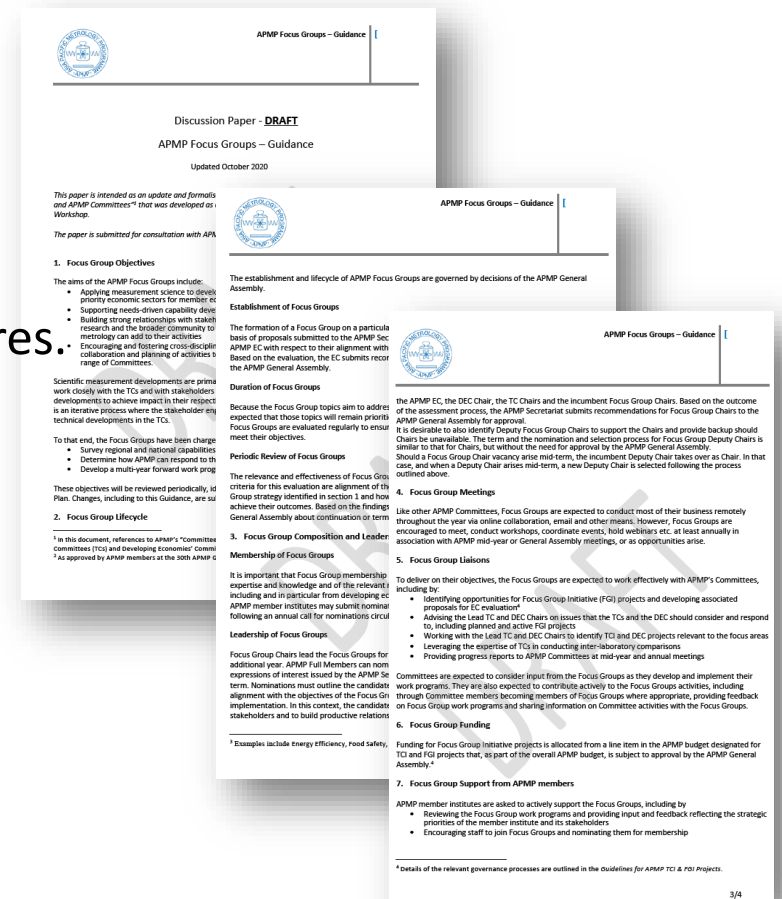 res.
APMP Focus Groups – Guidance
Discussion Paper - DRAFT
APMP Focus Groups – Guidance
Updated October 2020
This paper is intended as an update and formalis
and APMP Committees"¹ that was developed as
Workshop.
The paper is submitted for consultation with APM
1. Focus Group Objectives
The aims of the APMP Focus Groups include:
• Applying measurement science to develo
priority economic sectors for member ec
• Supporting needs-driven capability deve
• Building strong relationships with stakeh
research and the broader community to
metrology can add to their activities
• Encouraging and fostering cross-disciplin
collaboration and planning of activities t
range of Committees.
Scientific measurement developments are prima
work closely with the TCs and with stakeholders
developments to achieve impact in their respect
is an iterative process where the stakeholder eng
technical developments in the TCs.
To that end, the Focus Groups have been charge
• Survey regional and national capabilities
• Determine how APMP can respond to th
• Develop a multi-year forward work prog
These objectives will be reviewed periodically, id
Plan. Changes, including to this Guidance, are su
2. Focus Group Lifecycle
¹ In this document, references to APMP's "Committee
Committees (TCs) and Developing Economies' Commi
² As approved by APMP members at the 30th APMP G
APMP Focus Groups – Guidance
The establishment and lifecycle of APMP Focus Groups are governed by decisions of the APMP General
Assembly.
Establishment of Focus Groups
The formation of a Focus Group on a particula
basis of proposals submitted to the APMP Sec
APMP EC with respect to their alignment with
Based on the evaluation, the EC submits recor
the APMP General Assembly.
Duration of Focus Groups
Because the Focus Group topics aim to addres
expected that those topics will remain prioriti
Focus Groups are evaluated regularly to ensur
meet their objectives.
Periodic Review of Focus Groups
The relevance and effectiveness of Focus Grou
criteria for this evaluation are alignment of the
Group strategy identified in section 1 and how
achieve their outcomes. Based on the findings
General Assembly about continuation or term
3. Focus Group Composition and Leader
Membership of Focus Groups
It is important that Focus Group membership
expertise and knowledge and of the relevant r
including and in particular from developing ec
APMP member institutes may submit nominat
following an annual call for nominations circul
Leadership of Focus Groups
Focus Group Chairs lead the Focus Groups for
additional year. APMP Full Members can nom
expressions of interest issued by the APMP Se
term. Nominations must outline the candidate
alignment with the objectives of the Focus Gr
implementation. In this context, the candidate
stakeholders and to build productive relations
³ Examples include Energy Efficiency, Food Safety,
APMP Focus Groups – Guidance
the APMP EC, the DEC Chair, the TC Chairs and the incumbent Focus Group Chairs. Based on the outcome
of the assessment process, the APMP Secretariat submits recommendations for Focus Group Chairs to the
APMP General Assembly for approval.
It is desirable to also identify Deputy Focus Group Chairs to support the Chairs and provide backup should
Chairs be unavailable. The term and the nomination and selection process for Focus Group Deputy Chairs is
similar to that for Chairs, but without the need for approval by the APMP General Assembly.
Should a Focus Group Chair vacancy arise mid-term, the incumbent Deputy Chair takes over as Chair. In that
case, and when a Deputy Chair arises mid-term, a new Deputy Chair is selected following the process
outlined above.
4. Focus Group Meetings
Like other APMP Committees, Focus Groups are expected to conduct most of their business remotely
throughout the year via online collaboration, email and other means. However, Focus Groups are
encouraged to meet, conduct workshops, coordinate events, hold webinars etc. at least annually in
association with APMP mid-year or General Assembly meetings, or as opportunities arise.
5. Focus Group Liaisons
To deliver on their objectives, the Focus Groups are expected to work effectively with APMP's Committees,
including by:
• Identifying opportunities for Focus Group Initiative (FGI) projects and developing associated
proposals for EC evaluation⁴
• Advising the Lead TC and DEC Chairs on issues that the TCs and the DEC should consider and respond
to, including planned and active FGI projects
• Working with the Lead TC and DEC Chairs to identify TCI and DEC projects relevant to the focus areas
• Leveraging the expertise of TCs in conducting inter-laboratory comparisons
• Providing progress reports to APMP Committees at mid-year and annual meetings
Committees are expected to consider input from the Focus Groups as they develop and implement their
work programs. They are also expected to contribute actively to the Focus Groups activities, including
through Committee members becoming members of Focus Groups where appropriate, providing feedback
on Focus Group work programs and sharing information on Committee activities with the Focus Groups.
6. Focus Group Funding
Funding for Focus Group Initiative projects is allocated from a line item in the APMP budget designated for
TCI and FGI projects that, as part of the overall APMP budget, is subject to approval by the APMP General
Assembly.⁴
7. Focus Group Support from APMP members
APMP member institutes are asked to actively support the Focus Groups, including by
• Reviewing the Focus Group work programs and providing input and feedback reflecting the strategic
priorities of the member institute and its stakeholders
• Encouraging staff to join Focus Groups and nominating them for membership
⁴ Details of the relevant governance processes are outlined in the Guidelines for APMP TCI & FGI Projects.
3/4
DRAFT